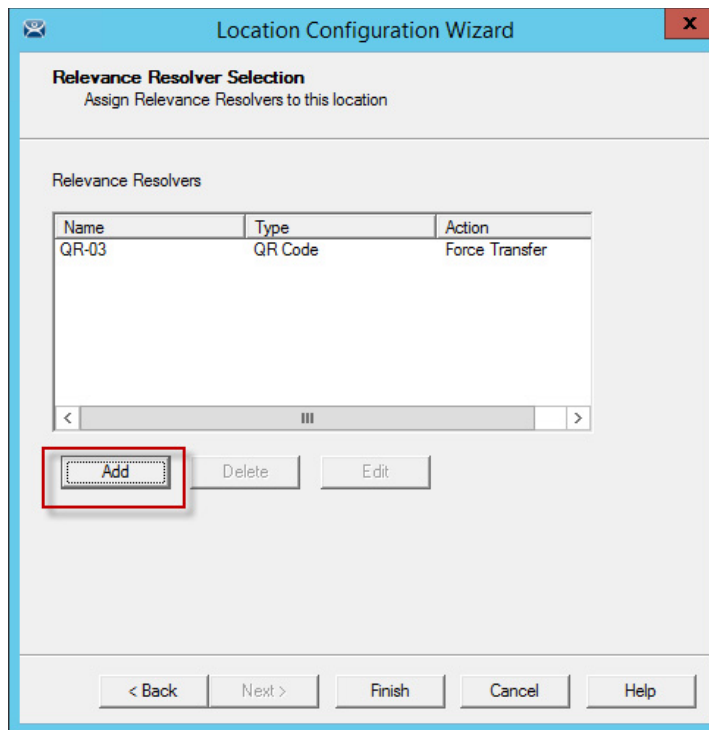 Location Configuration Wizard
x
Relevance Resolver Selection
Assign Relevance Resolvers to this location
Relevance Resolvers
Name Type Action
QR-03 QR Code Force Transfer
Add Delete Edit
< Back Next > Finish Cancel Help